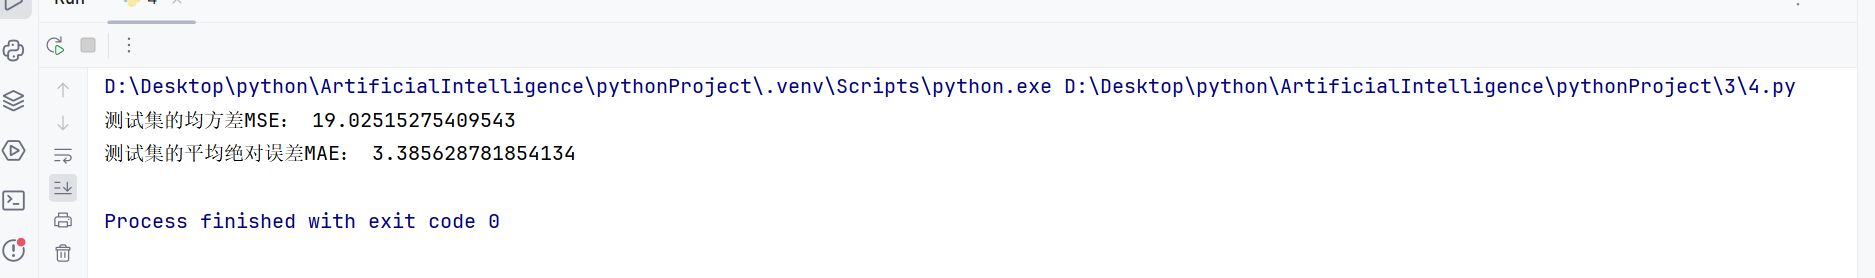 Run
4
D:\Desktop\python\ArtificialIntelligence\pythonProject\.venv\Scripts\python.exe D:\Desktop\python\ArtificialIntelligence\pythonProject\3\4.py
测试集的均方差MSE： 19.02515275409543
测试集的平均绝对误差MAE： 3.385628781854134
Process finished with exit code 0